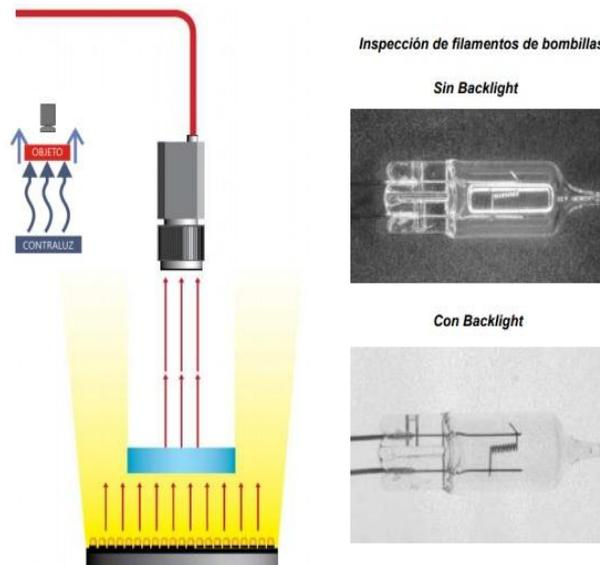 Inspección de filamentos de bombillas
Sin Backlight
OBJETO
CONTRALUZ
Con Backlight